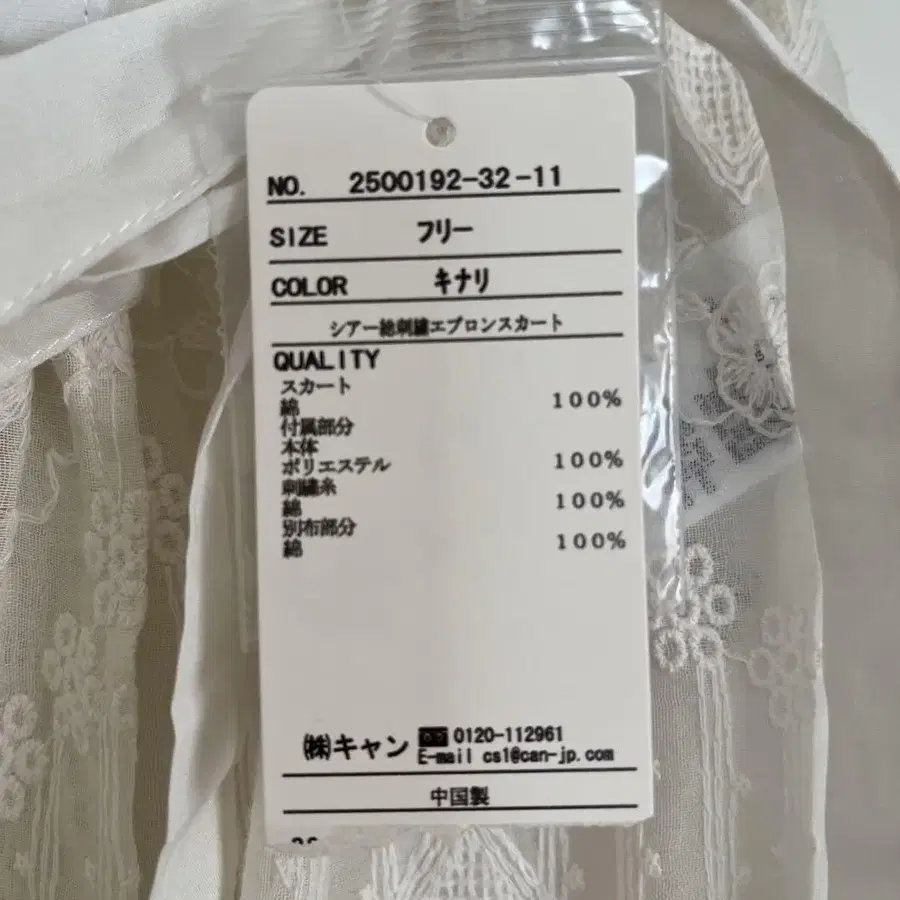 NO. 2500192-32-11
SIZE フリー
COLOR キナリ
シアー総刺繍エプロンスカート
QUALITY
スカート
綿 100%
付属部分
本体
ポリエステル 100%
刺繍糸
綿 100%
別布部分
綿 100%
㈱キャン 0120-112961
E-mail cs1@can-jp.com
中国製